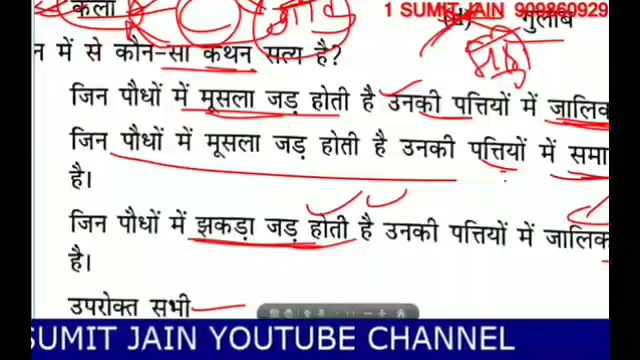 कला 1 SUMIT JAIN 999860929
गुलाब
न में से कौन-सा कथन सत्य है?
जिन पौधों में मूसला जड़ होती है उनकी पत्तियों में जालिक
जिन पौधों में मूसला जड़ होती है उनकी पत्तियों में समा
है।
जिन पौधों में झकड़ा जड़ होती है उनकी पत्तियों में जालिक
है।
उपरोक्त सभी
SUMIT JAIN YOUTUBE CHANNEL